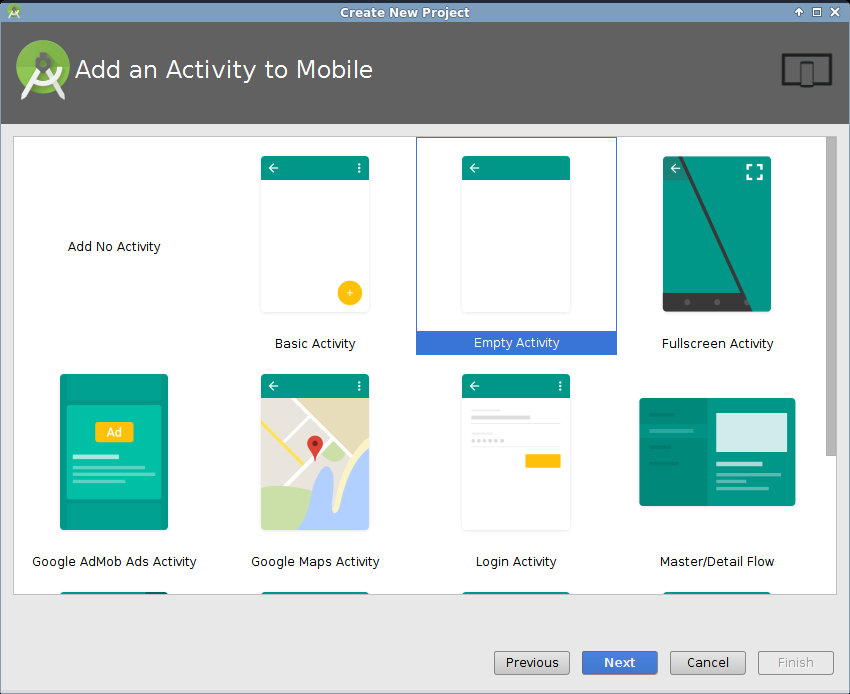 Create New Project
Add an Activity to Mobile
Add No Activity
Basic Activity
Empty Activity
Fullscreen Activity
Ad
Google AdMob Ads Activity
Google Maps Activity
Login Activity
Master/Detail Flow
Previous
Next
Cancel
Finish